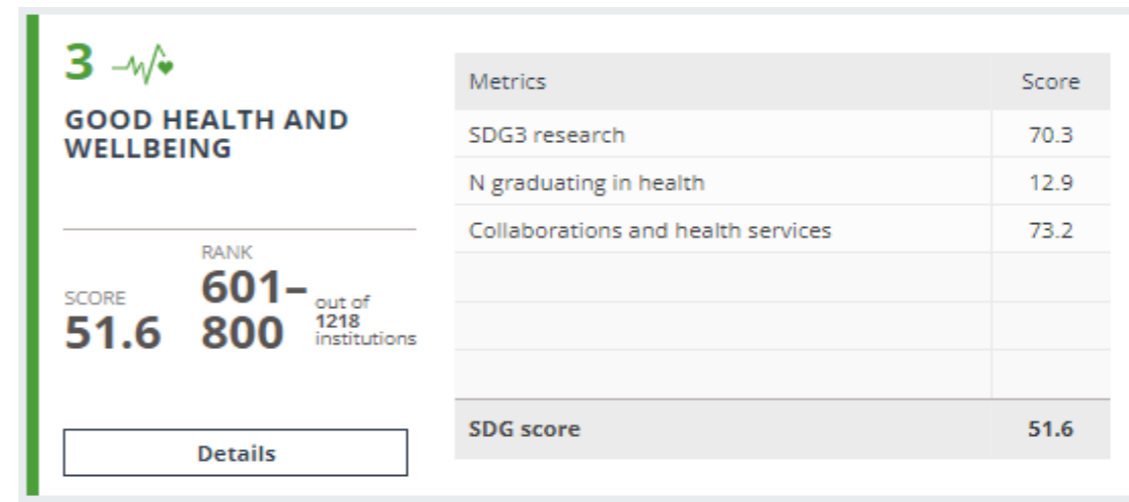 3
GOOD HEALTH AND
WELLBEING
SCORE
51.6
RANK
601–
800
out of
1218
institutions
Details
Metrics Score
SDG3 research 70.3
N graduating in health 12.9
Collaborations and health services 73.2
SDG score 51.6